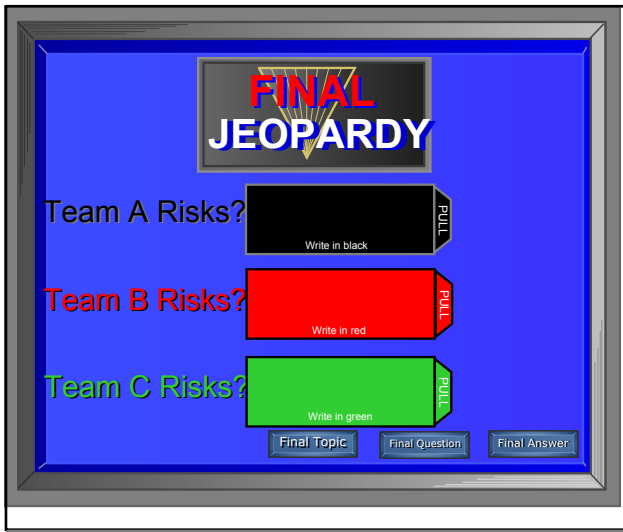 FINAL
JEOPARDY
Team A Risks?
PULL
Write in black
Team B Risks?
PULL
Write in red
Team C Risks?
PULL
Write in green
Final Topic
Final Question
Final Answer